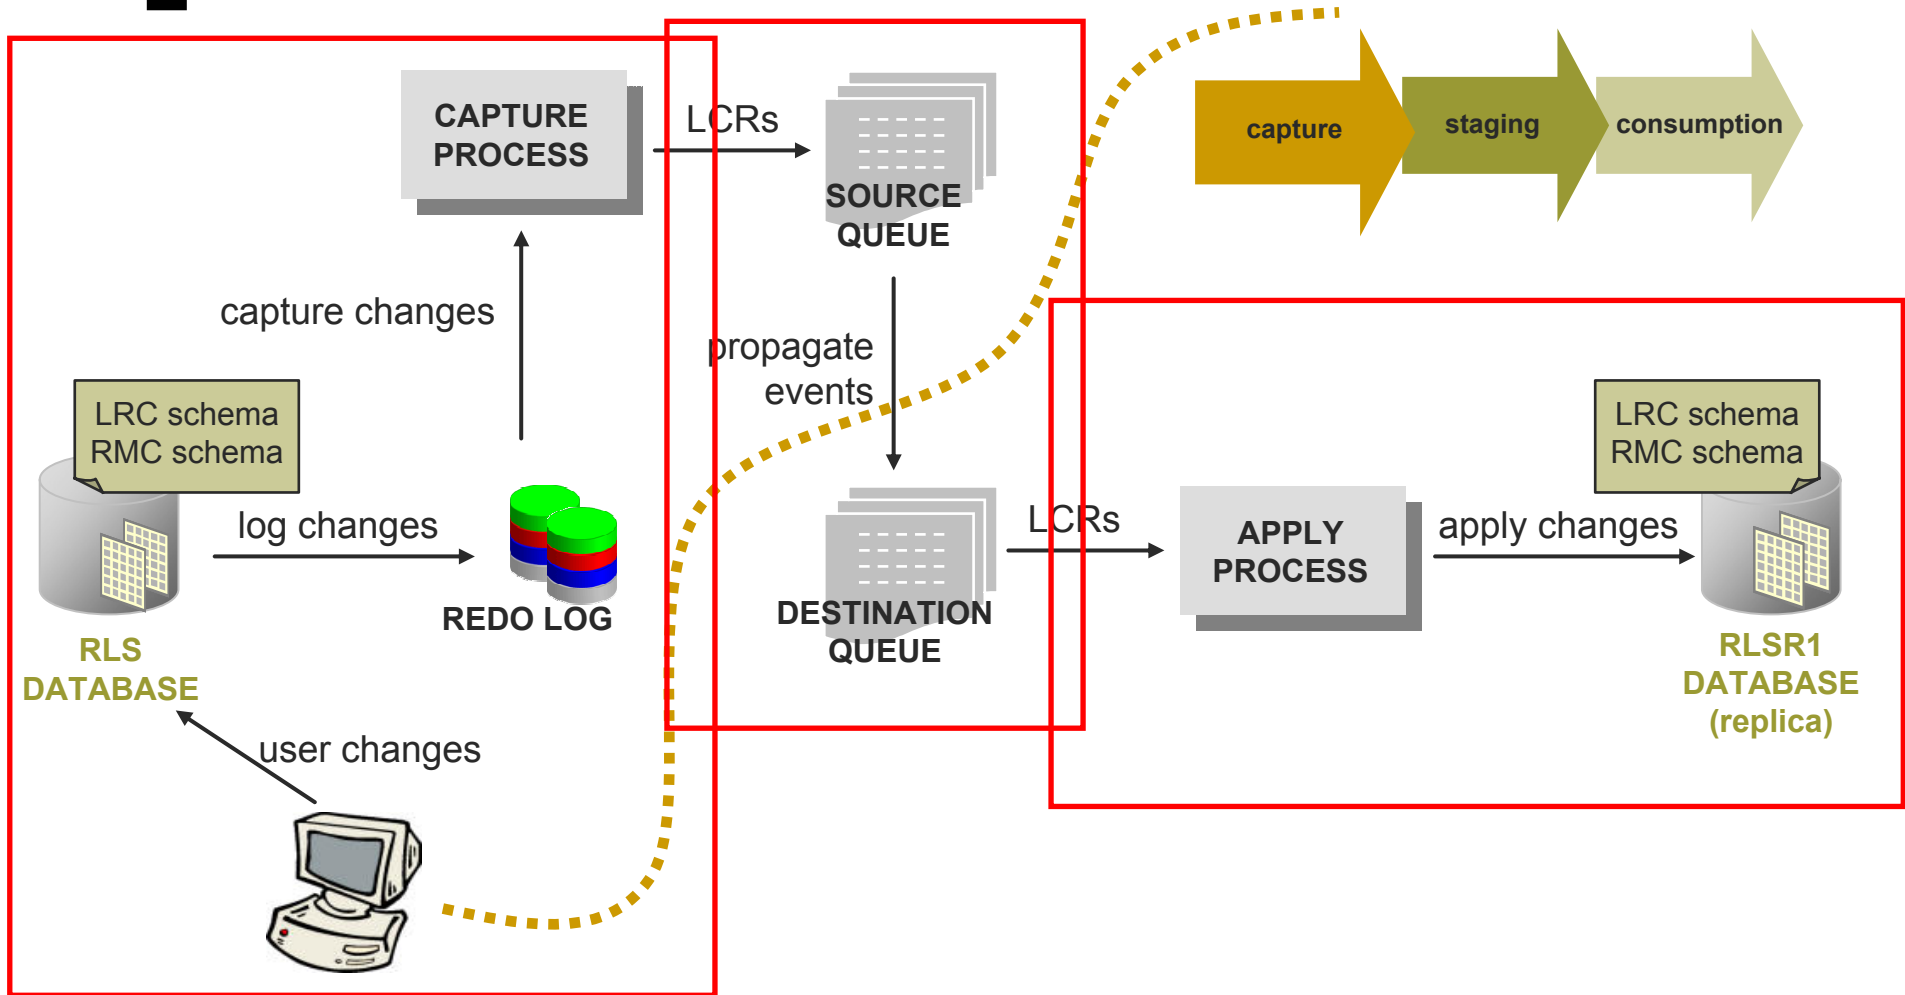 CAPTURE
PROCESS
LCRs
SOURCE
QUEUE
capture
staging
consumption
capture changes
propagate
events
LRC schema
RMC schema
log changes
REDO LOG
RLS
DATABASE
user changes
DESTINATION
QUEUE
LCRs
APPLY
PROCESS
apply changes
LRC schema
RMC schema
RLSR1
DATABASE
(replica)